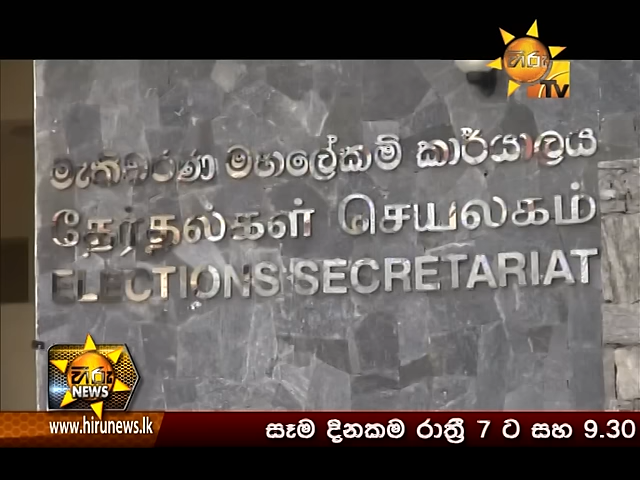 හිරු
TV
මැතිවරණ මහලේකම් කාර්යාලය
தேர்தல்கள் செயலகம்
ELECTIONS SECRETARIAT
හිරු
NEWS
www.hirunews.lk
සෑම දිනකම රාත්‍රී 7 ට සහ 9.30